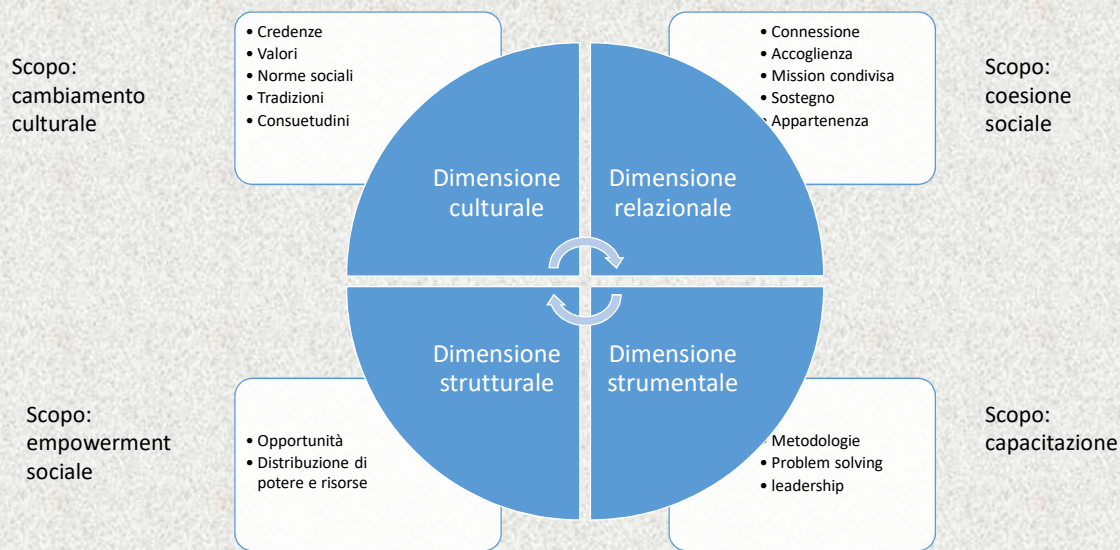 Scopo:
cambiamento
culturale
• Credenze
• Valori
• Norme sociali
• Tradizioni
• Consuetudini
• Connessione
• Accoglienza
• Mission condivisa
• Sostegno
• Appartenenza
Scopo:
coesione
sociale
Dimensione
culturale
Dimensione
relazionale
Dimensione
strutturale
Dimensione
strumentale
Scopo:
empowerment
sociale
• Opportunità
• Distribuzione di
potere e risorse
• Metodologie
• Problem solving
• leadership
Scopo:
capacitazione